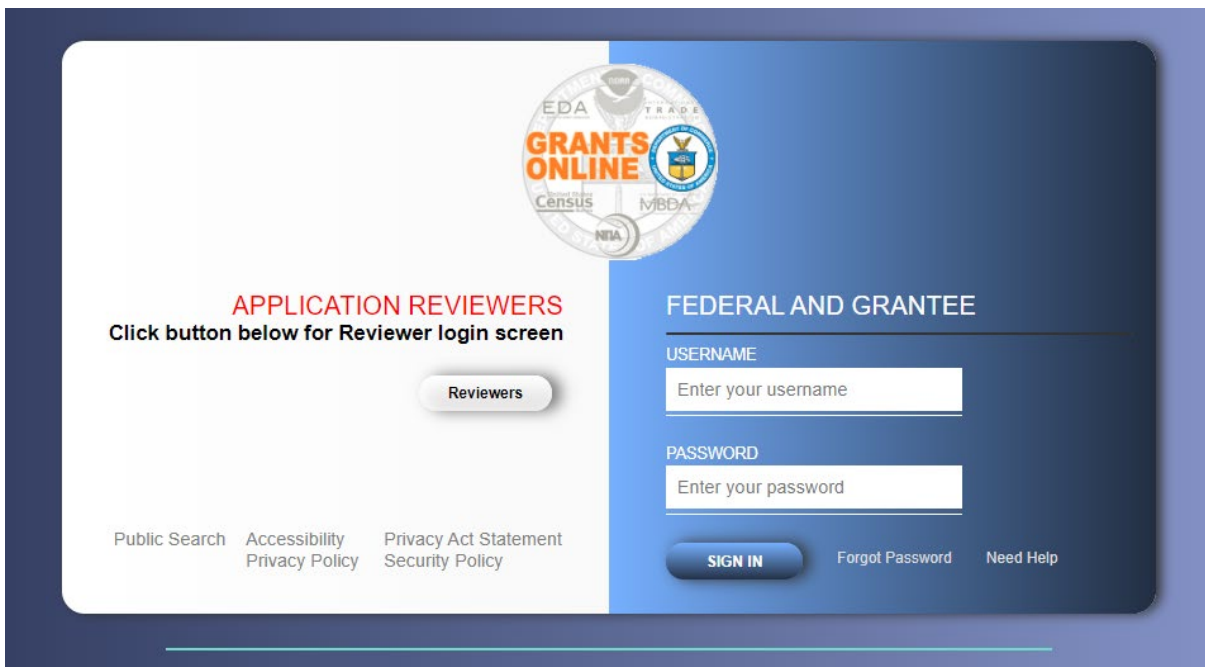 EDA
TRADE
GRANTS
ONLINE
United States
Census
MBDA
NTIA
APPLICATION REVIEWERS
Click button below for Reviewer login screen
Reviewers
Public Search Accessibility Privacy Act Statement
Privacy Policy Security Policy
FEDERAL AND GRANTEE
USERNAME
Enter your username
PASSWORD
Enter your password
SIGN IN Forgot Password Need Help